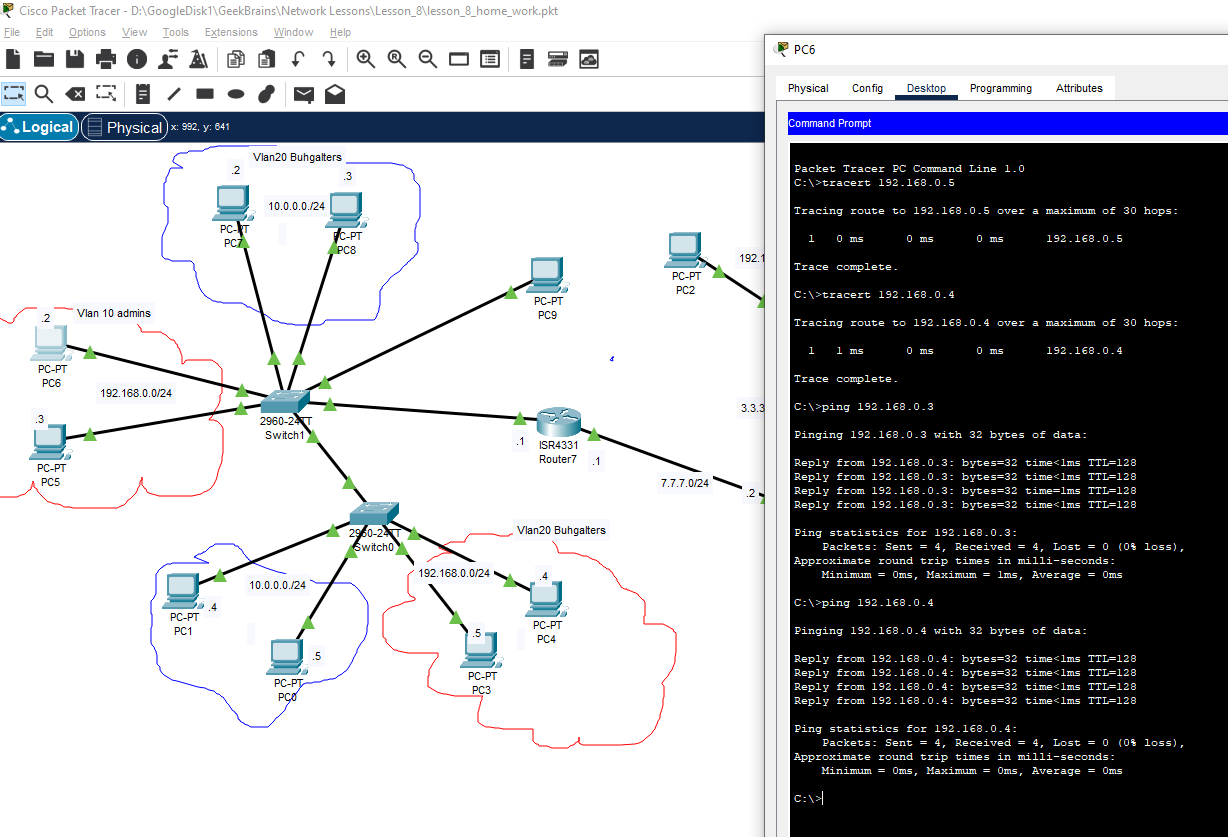 Cisco Packet Tracer - D:\GoogleDisk1\GeekBrains\Network Lessons\Lesson_8\lesson_8_home_work.pkt
File Edit Options View Tools Extensions Window Help
Logical Physical x: 992, y: 641
Vlan20 Buhgalters
.2
.3
10.0.0.0./24
PC-PT
PC7
PC-PT
PC8
PC-PT
PC9
PC-PT
PC2
192.1
Vlan 10 admins
.2
PC-PT
PC6
192.168.0.0/24
.3
PC-PT
PC5
2960-24TT
Switch1
4
3.3.3
.1
ISR4331
Router7
.1
7.7.7.0/24
.2
2960-24TT
Switch0
Vlan20 Buhgalters
10.0.0.0./24
192.168.0.0/24
.4
PC-PT
PC1
.4
PC-PT
PC4
.5
PC-PT
PC0
.5
PC-PT
PC3
PC6
Physical Config Desktop Programming Attributes
Command Prompt
Packet Tracer PC Command Line 1.0
C:\>tracert 192.168.0.5
Tracing route to 192.168.0.5 over a maximum of 30 hops:
1 0 ms 0 ms 0 ms 192.168.0.5
Trace complete.
C:\>tracert 192.168.0.4
Tracing route to 192.168.0.4 over a maximum of 30 hops:
1 1 ms 0 ms 0 ms 192.168.0.4
Trace complete.
C:\>ping 192.168.0.3
Pinging 192.168.0.3 with 32 bytes of data:
Reply from 192.168.0.3: bytes=32 time<1ms TTL=128
Reply from 192.168.0.3: bytes=32 time<1ms TTL=128
Reply from 192.168.0.3: bytes=32 time=1ms TTL=128
Reply from 192.168.0.3: bytes=32 time<1ms TTL=128
Ping statistics for 192.168.0.3:
Packets: Sent = 4, Received = 4, Lost = 0 (0% loss),
Approximate round trip times in milli-seconds:
Minimum = 0ms, Maximum = 1ms, Average = 0ms
C:\>ping 192.168.0.4
Pinging 192.168.0.4 with 32 bytes of data:
Reply from 192.168.0.4: bytes=32 time<1ms TTL=128
Reply from 192.168.0.4: bytes=32 time<1ms TTL=128
Reply from 192.168.0.4: bytes=32 time<1ms TTL=128
Reply from 192.168.0.4: bytes=32 time<1ms TTL=128
Ping statistics for 192.168.0.4:
Packets: Sent = 4, Received = 4, Lost = 0 (0% loss),
Approximate round trip times in milli-seconds:
Minimum = 0ms, Maximum = 0ms, Average = 0ms
C:\>